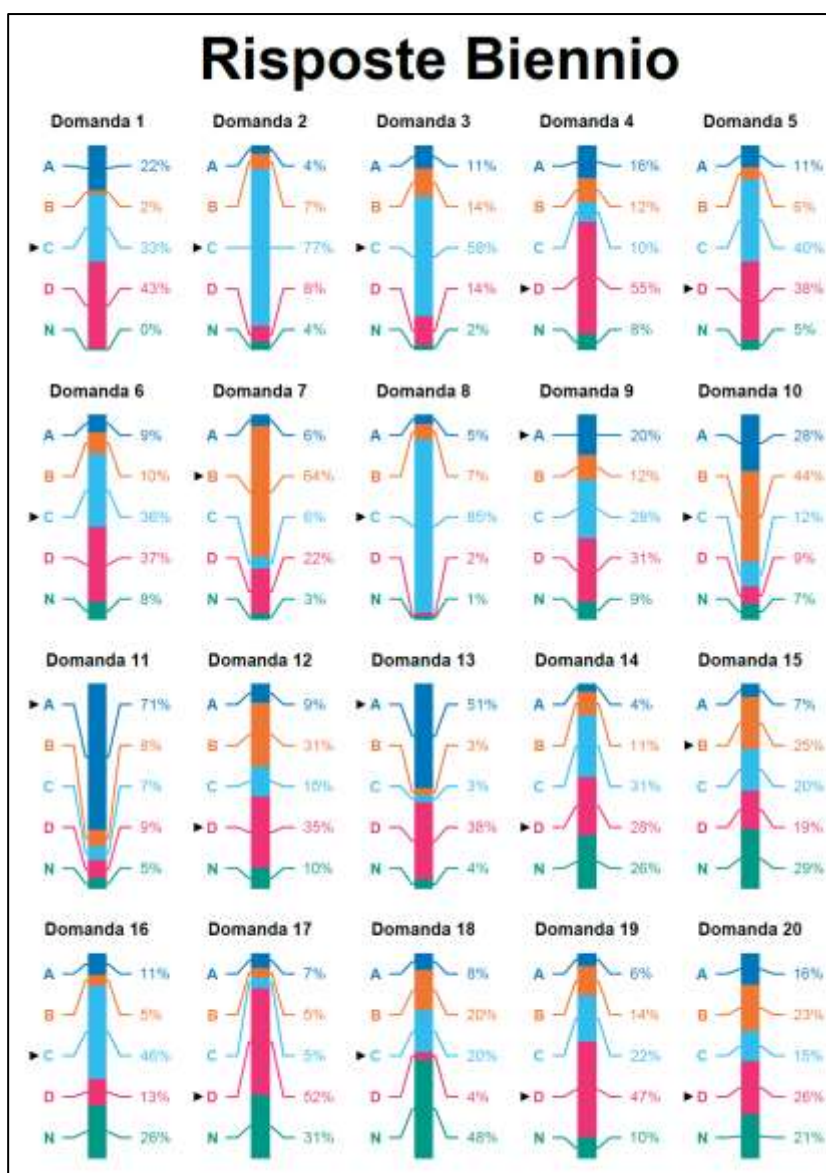 Risposte Biennio
Domanda 1 Domanda 2 Domanda 3 Domanda 4 Domanda 5
A 22% A 4% A 11% A 16% A 11%
B 2% B 7% B 14% B 12% B 6%
►C 33% ►C 77% ►C 58% C 10% C 40%
D 43% D 8% D 14% ►D 55% ►D 38%
N 0% N 4% N 2% N 8% N 5%
Domanda 6 Domanda 7 Domanda 8 Domanda 9 Domanda 10
A 9% A 6% A 5% ►A 20% A 28%
B 10% ►B 64% B 7% B 12% B 44%
►C 36% C 6% ►C 85% C 28% ►C 12%
D 37% D 22% D 2% D 31% D 9%
N 8% N 3% N 1% N 9% N 7%
Domanda 11 Domanda 12 Domanda 13 Domanda 14 Domanda 15
►A 71% A 9% ►A 51% A 4% A 7%
B 8% B 31% B 3% B 11% ►B 25%
C 7% C 15% C 3% C 31% C 20%
D 9% ►D 35% D 38% ►D 28% D 19%
N 5% N 10% N 4% N 26% N 29%
Domanda 16 Domanda 17 Domanda 18 Domanda 19 Domanda 20
A 11% A 7% A 8% A 6% A 16%
B 5% B 5% B 20% B 14% B 23%
►C 46% C 5% ►C 20% C 22% C 15%
D 13% ►D 52% D 4% ►D 47% ►D 26%
N 26% N 31% N 48% N 10% N 21%